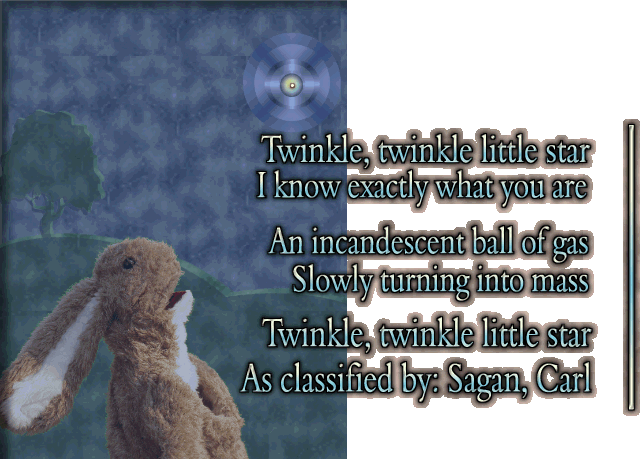 Twinkle, twinkle little star
I know exactly what you are
An incandescent ball of gas
Slowly turning into mass
Twinkle, twinkle little star
As classified by: Sagan, Carl